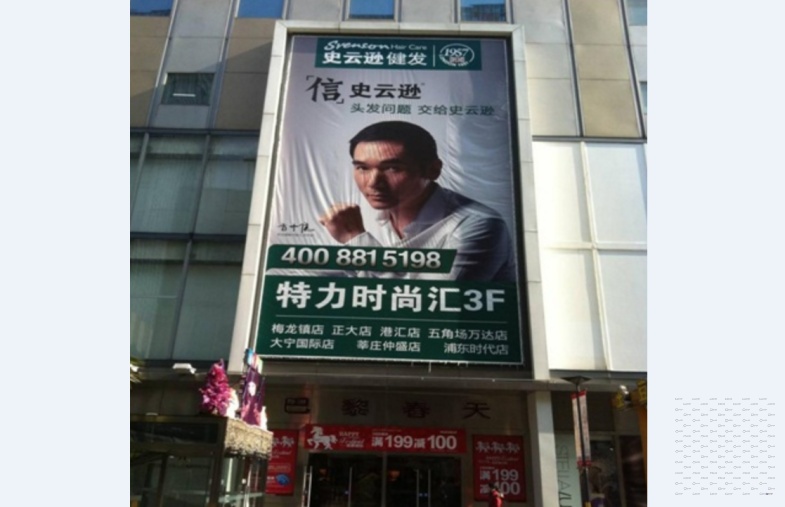 Svenson Hair Care
史云逊健发
1987
「信」史云逊
头发问题 交给史云逊
400 881 5198
特力时尚汇3F
梅龙镇店 正大店 港汇店 五角场万达店
大宁国际店 莘庄仲盛店 浦东时代店
黎春天
HAPPY
满199减100
满199
减100